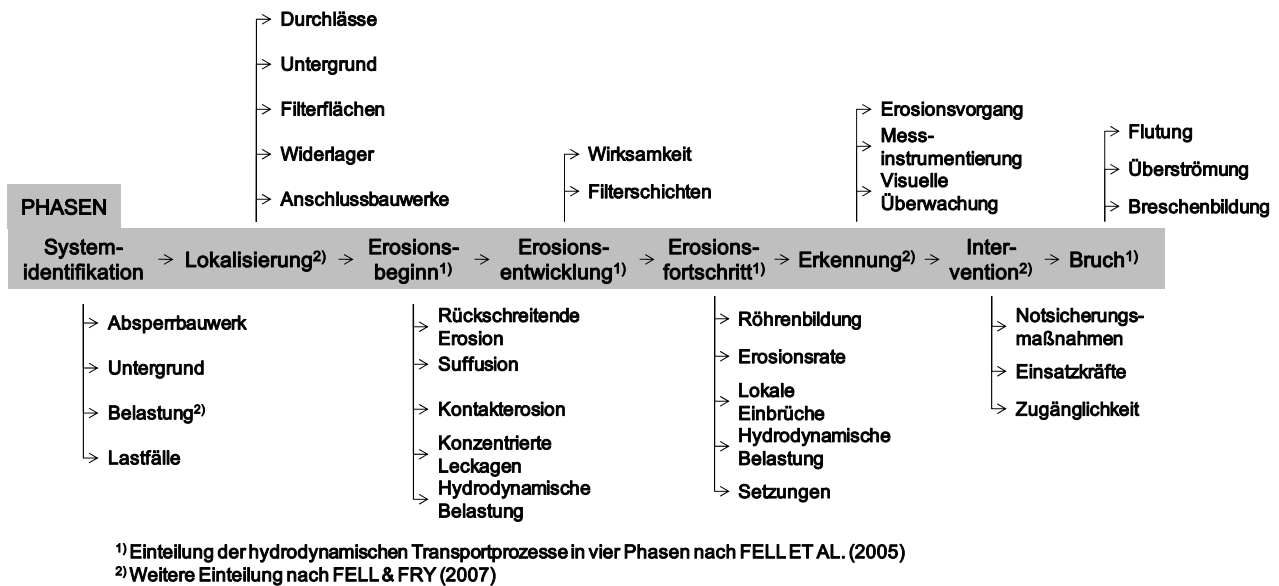 Durchlässe
Untergrund
Filterflächen
Widerlager
Anschlussbauwerke
Wirksamkeit
Filterschichten
Erosionsvorgang
Mess-
instrumentierung
Visuelle
Überwachung
Flutung
Überströmung
Breschenbildung
PHASEN
System-
identifikation
Lokalisierung2)
Erosions-
beginn1)
Erosions-
entwicklung1)
Erosions-
fortschritt1)
Erkennung2)
Inter-
vention2)
Bruch1)
Absperrbauwerk
Untergrund
Belastung2)
Lastfälle
Rückschreitende
Erosion
Suffusion
Kontakterosion
Konzentrierte
Leckagen
Hydrodynamische
Belastung
Röhrenbildung
Erosionsrate
Lokale
Einbrüche
Hydrodynamische
Belastung
Setzungen
Notsicherungs-
maßnahmen
Einsatzkräfte
Zugänglichkeit
1) Einteilung der hydrodynamischen Transportprozesse in vier Phasen nach FELL ET AL. (2005)
2) Weitere Einteilung nach FELL & FRY (2007)